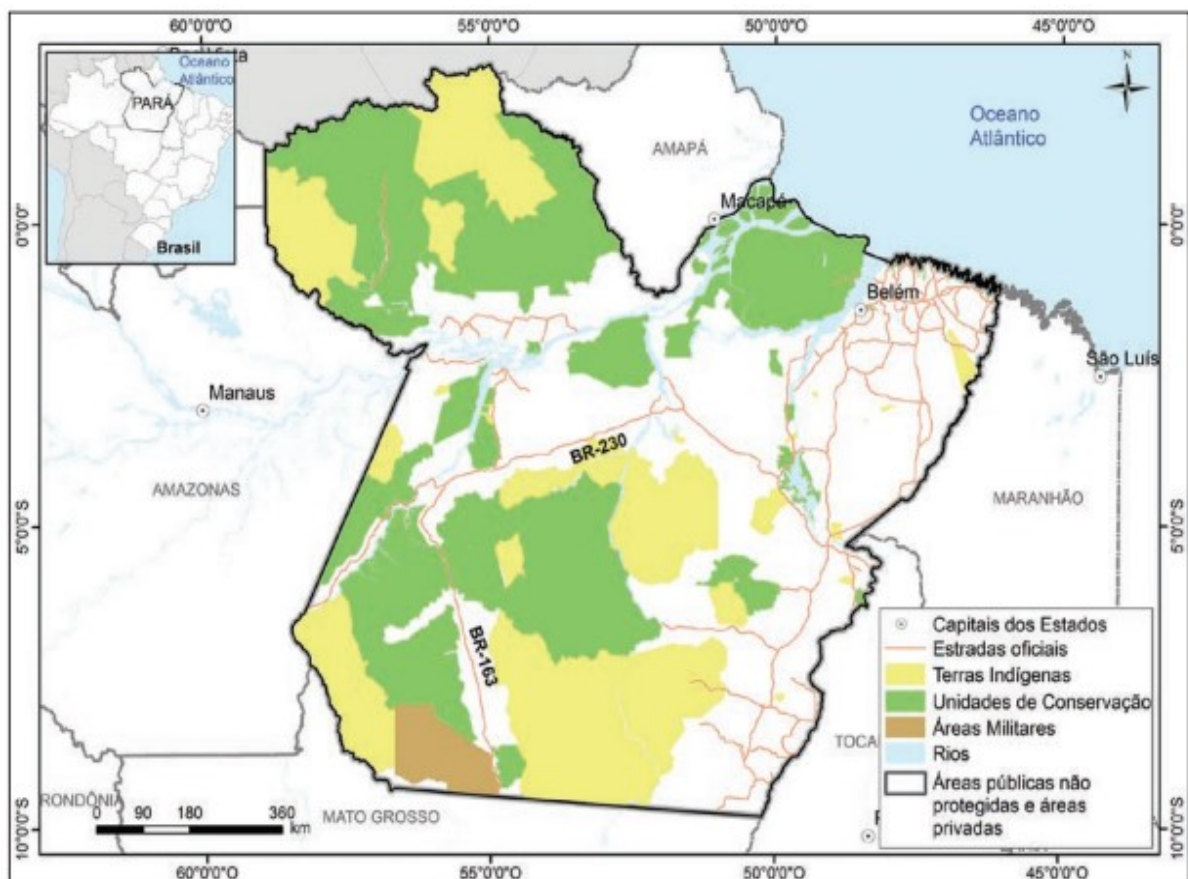 60°0'0"O 55°0'0"O 50°0'0"O 45°0'0"O
Oceano
Atlântico
PARÁ
Brasil
N
Oceano
Atlântico
AMAPÁ
Macapá
0°0'0"
0°0'0"
Belém
São Luís
Manaus
BR-230
AMAZONAS
MARANHÃO
5°0'0"S
5°0'0"S
BR-163
Capitais dos Estados
Estradas oficiais
Terras Indígenas
Unidades de Conservação
Áreas Militares
Rios
Áreas públicas não
protegidas e áreas
privadas
RONDÔNIA
0 90 180 360
km
MATO GROSSO
10°0'0"S
10°0'0"S
60°0'0"O 55°0'0"O 50°0'0"O 45°0'0"O